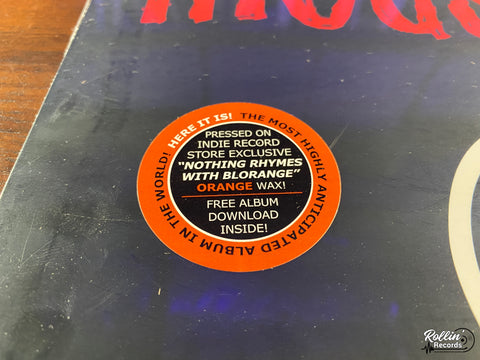 HERE IT IS! THE MOST HIGHLY ANTICIPATED ALBUM IN THE WORLD!
PRESSED ON
INDIE RECORD
STORE EXCLUSIVE
“NOTHING RHYMES
WITH BLORANGE”
ORANGE WAX!
FREE ALBUM
DOWNLOAD
INSIDE!
Rollin'
Records